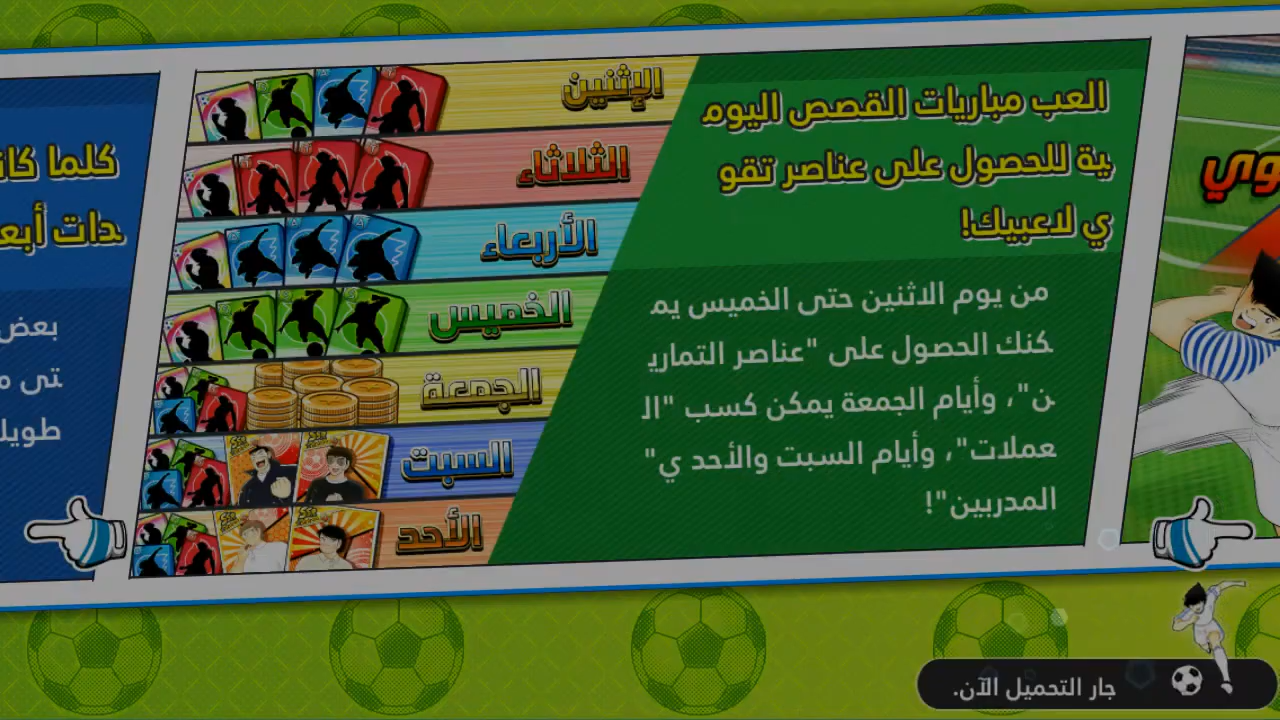 العب مباريات القصص اليوم
ية للحصول على عناصر تقو
ي لاعبيك!
من يوم الاثنين حتى الخميس يم
كنك الحصول على "عناصر التماري
ن"، وأيام الجمعة يمكن كسب "ال
عملات"، وأيام السبت والأحد ي"
المدربين"!
الإثنين
الثلاثاء
الأربعاء
الخميس
الجمعة
السبت
الأحد
كلما كان
دات أبع
بعض
تى م
طويل
وي
جار التحميل الآن.